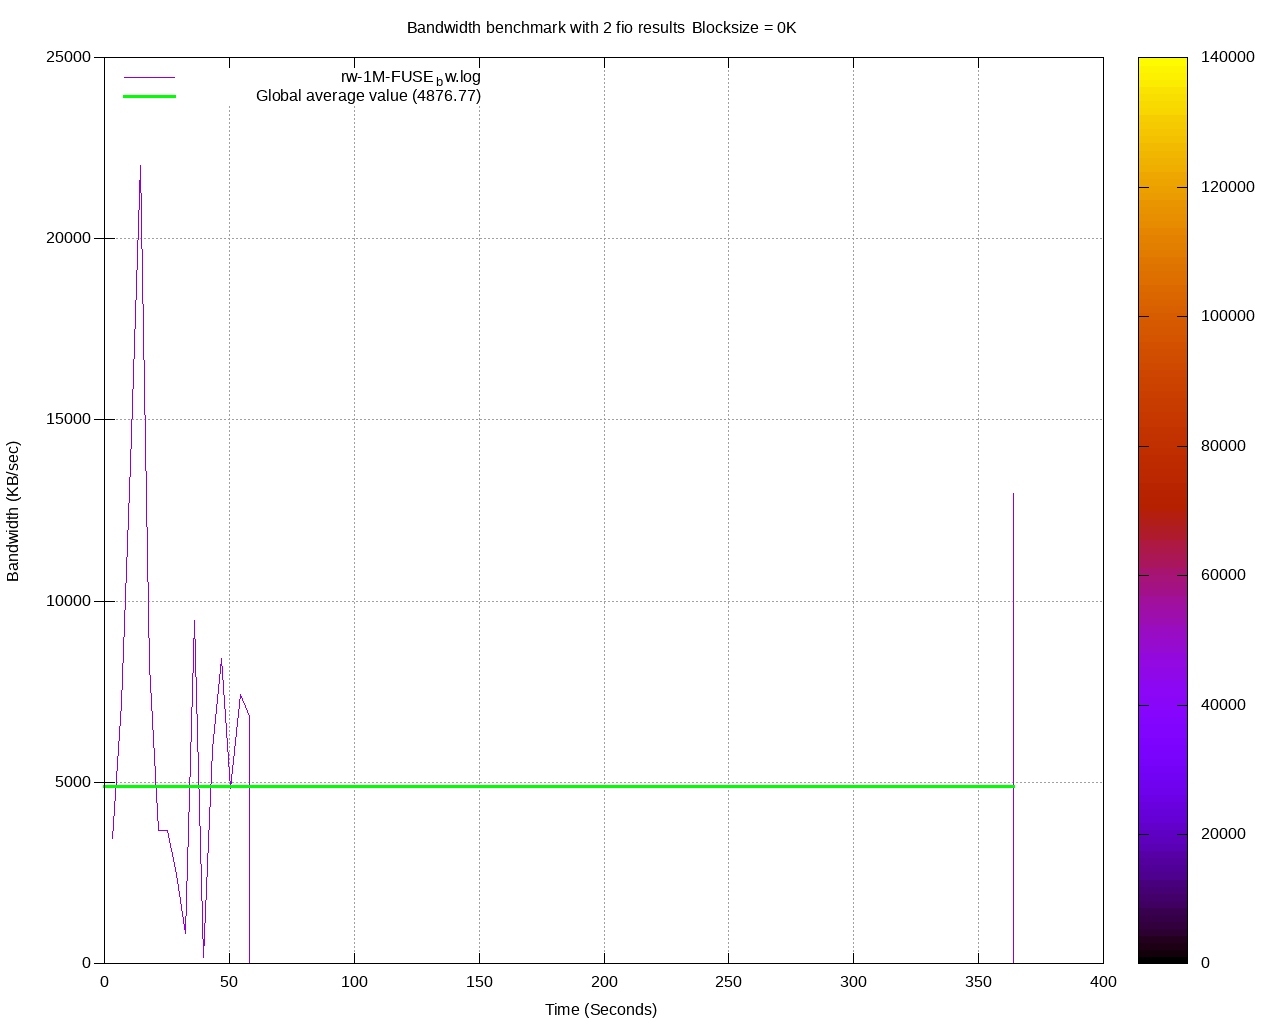 Bandwidth benchmark with 2 fio results Blocksize = 0K
rw-1M-FUSEbw.log
Global average value (4876.77)
Bandwidth (KB/sec)
25000
20000
15000
10000
5000
0
0 50 100 150 200 250 300 350 400
Time (Seconds)
140000
120000
100000
80000
60000
40000
20000
0